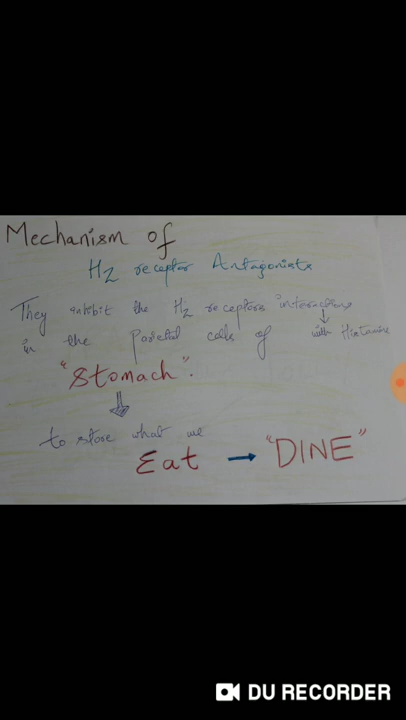 Mechanism of
H2 receptor Antagonists
They inhibit the H2 receptors interactions
in the Parietal cells of with Histamine
"Stomach".
to store what we
Eat → "DINE"
DU RECORDER